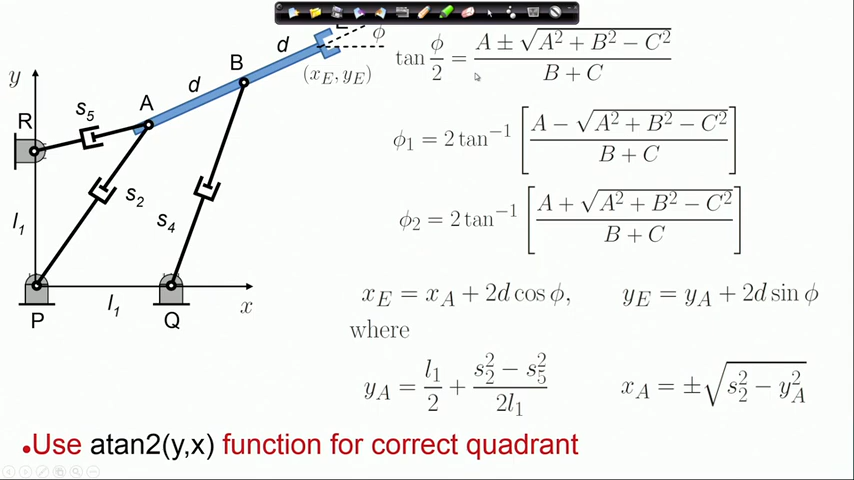 d
ϕ
B
(x_E, y_E)
y
d
A
s_5
R
s_2
s_4
l_1
P
l_1
Q
x
tan ϕ/2 = (A ± √(A² + B² − C²))/(B + C)
ϕ_1 = 2 tan⁻¹ [(A − √(A² + B² − C²))/(B + C)]
ϕ_2 = 2 tan⁻¹ [(A + √(A² + B² − C²))/(B + C)]
x_E = x_A + 2d cos ϕ, y_E = y_A + 2d sin ϕ
where
y_A = l_1/2 + (s_2² − s_5²)/(2l_1) x_A = ±√(s_2² − y_A²)
•Use atan2(y,x) function for correct quadrant